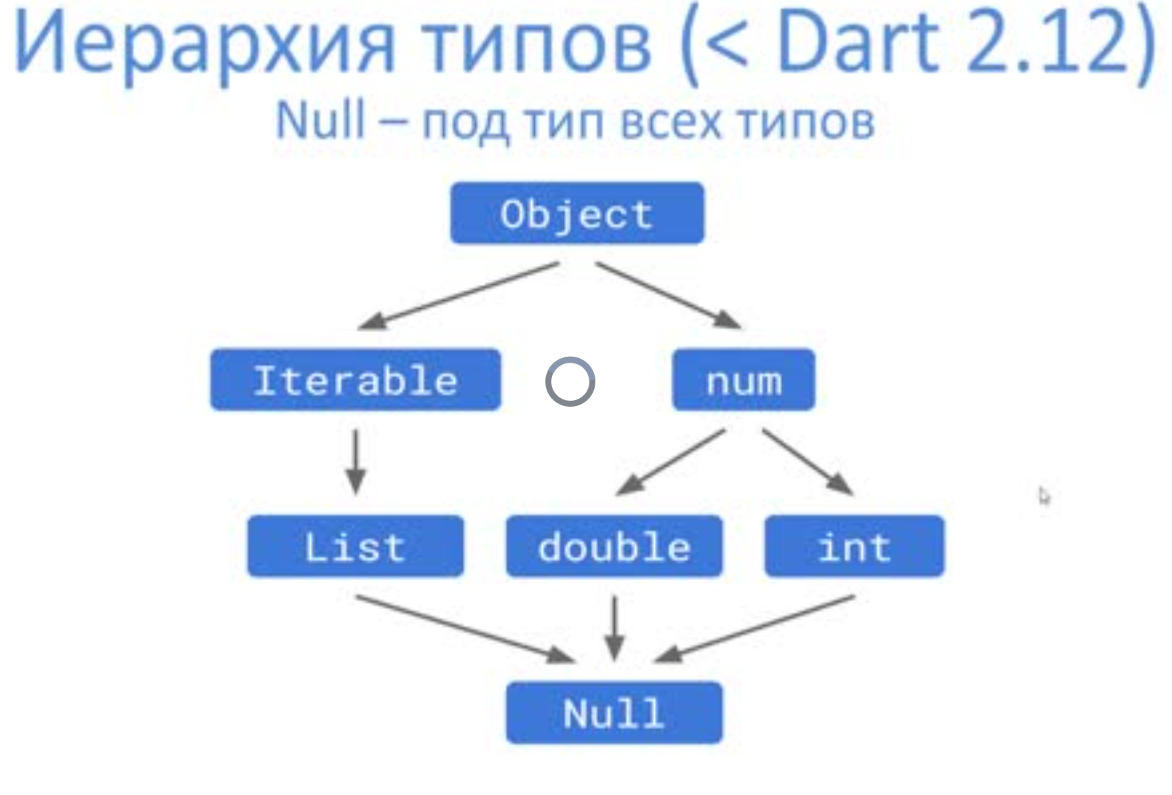 Иерархия типов (< Dart 2.12)
Null – под тип всех типов
Object
Iterable num
List double int
Null